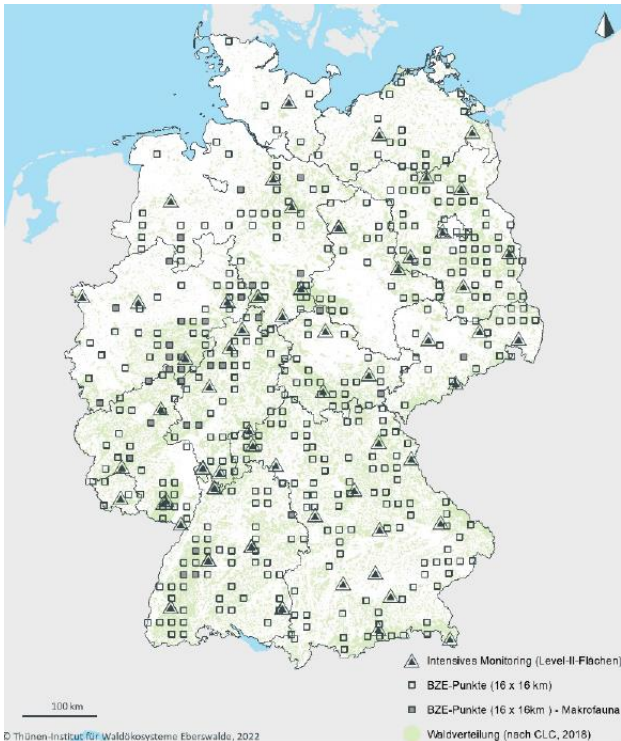 Intensives Monitoring (Level-II-Flächen)
BZE-Punkte (16 x 16 km)
BZE-Punkte (16 x 16km ) - Makrofauna
Waldverteilung (nach CLC, 2018)
100 km
© Thünen-Institut für Waldökosysteme Eberswalde, 2022